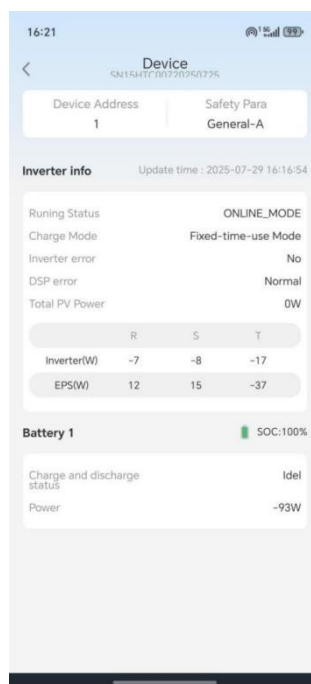 16:21
99
Device
SN15HTC00720250725
Device Address
Safety Para
1
General-A
Inverter info
Update time : 2025-07-29 16:16:54
Runing Status
ONLINE_MODE
Charge Mode
Fixed-time-use Mode
Inverter error
No
DSP error
Normal
Total PV Power
0W
R S T
Inverter(W) -7 -8 -17
EPS(W) 12 15 -37
Battery 1
SOC:100%
Charge and discharge
status
Idel
Power
-93W